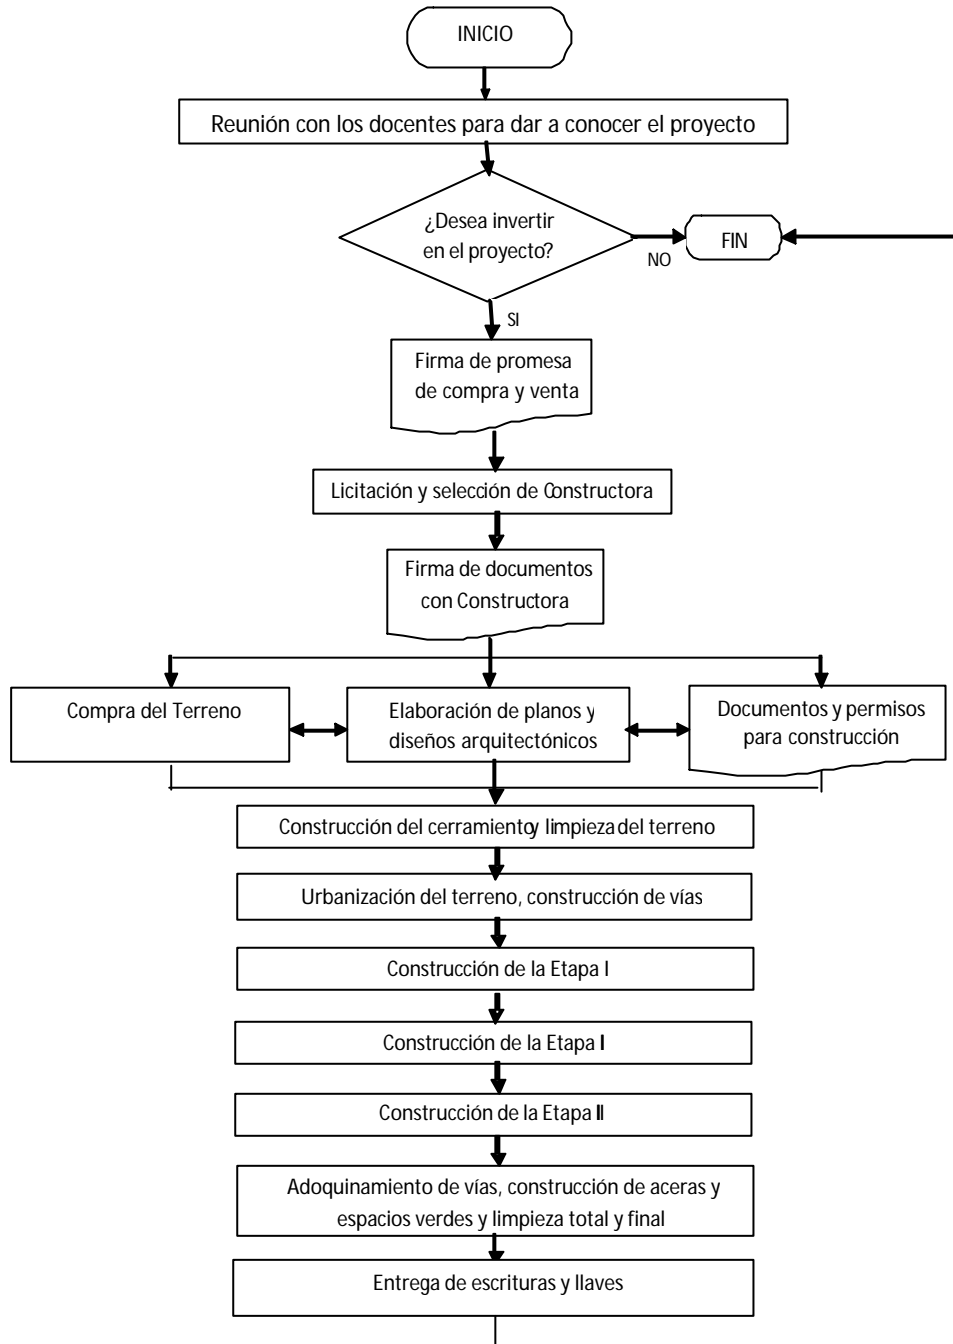 INICIO
Reunión con los docentes para dar a conocer el proyecto
¿Desea invertir
en el proyecto?
FIN
NO
SI
Firma de promesa
de compra y venta
Licitación y selección de Constructora
Firma de documentos
con Constructora
Compra del Terreno
Elaboración de planos y
diseños arquitectónicos
Documentos y permisos
para construcción
Construcción del cerramiento y limpieza del terreno
Urbanización del terreno, construcción de vías
Construcción de la Etapa I
Construcción de la Etapa I
Construcción de la Etapa II
Adoquinamiento de vías, construcción de aceras y
espacios verdes y limpieza total y final
Entrega de escrituras y llaves